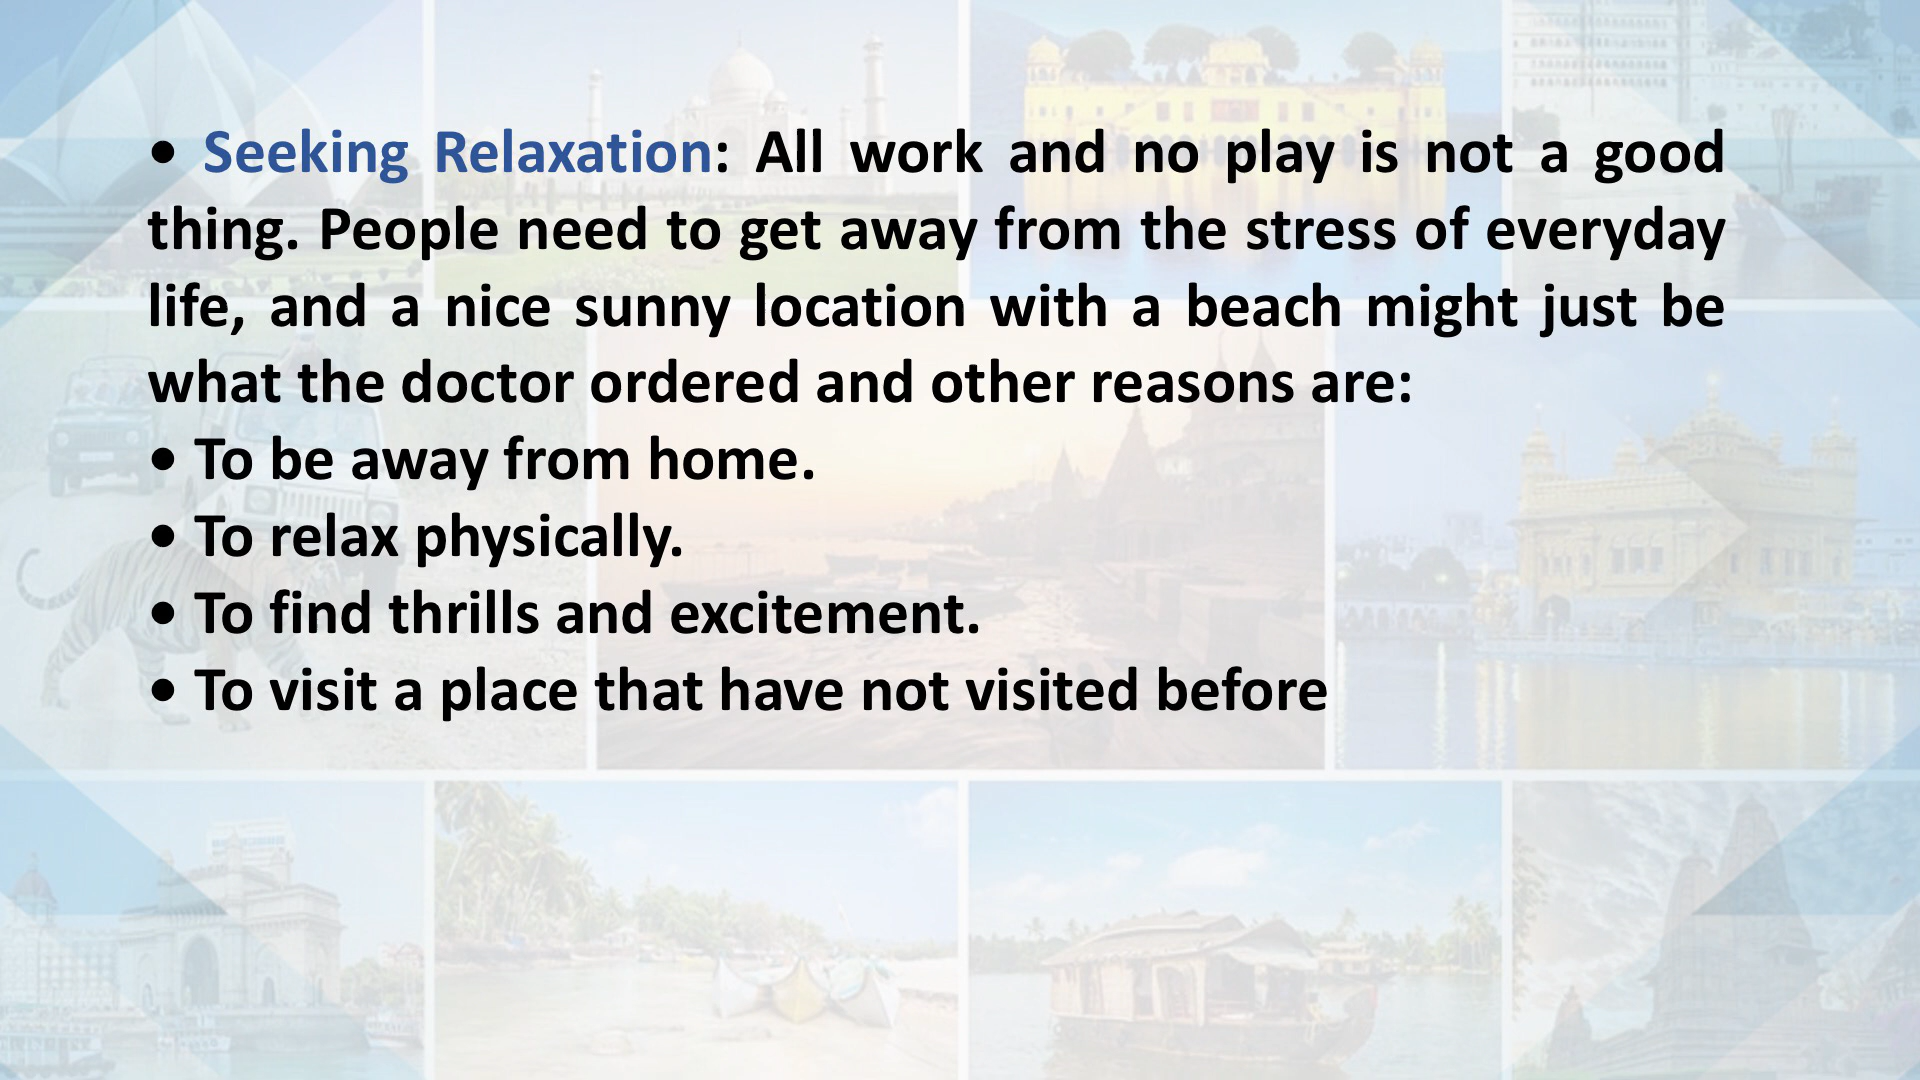 • Seeking Relaxation: All work and no play is not a good
thing. People need to get away from the stress of everyday
life, and a nice sunny location with a beach might just be
what the doctor ordered and other reasons are:
• To be away from home.
• To relax physically.
• To find thrills and excitement.
• To visit a place that have not visited before